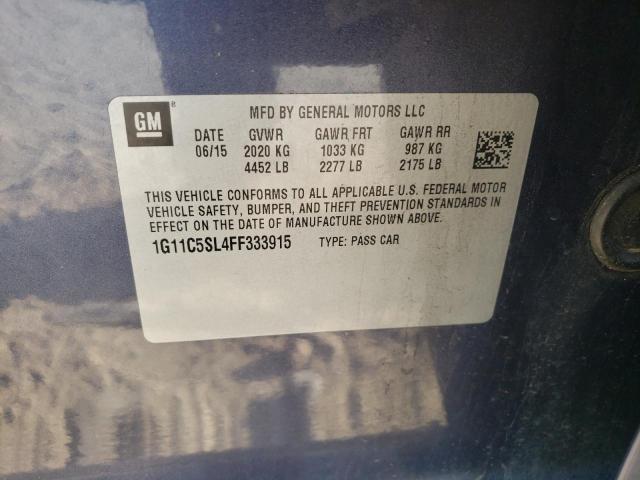 GM®
MFD BY GENERAL MOTORS LLC
DATE GVWR GAWR FRT GAWR RR
06/15 2020 KG 1033 KG 987 KG
4452 LB 2277 LB 2175 LB
THIS VEHICLE CONFORMS TO ALL APPLICABLE U.S. FEDERAL MOTOR
VEHICLE SAFETY, BUMPER, AND THEFT PREVENTION STANDARDS IN
EFFECT ON THE DATE OF MANUFACTURE SHOWN ABOVE.
1G11C5SL4FF333915 TYPE: PASS CAR